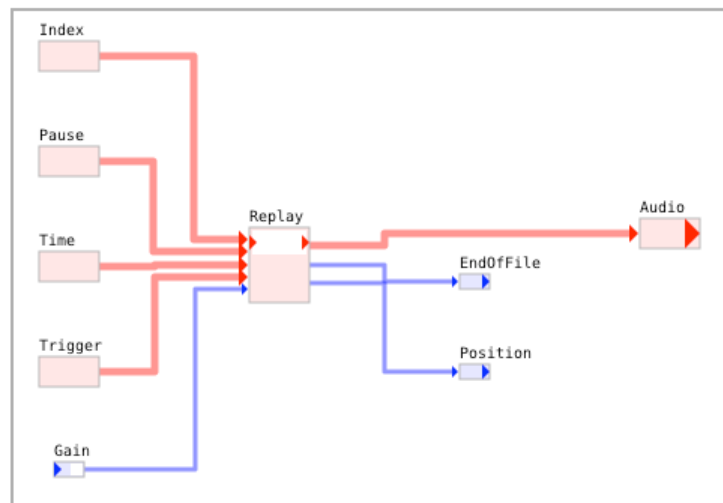 Index
Pause
Replay
Audio
Time
EndOfFile
Trigger
Position
Gain